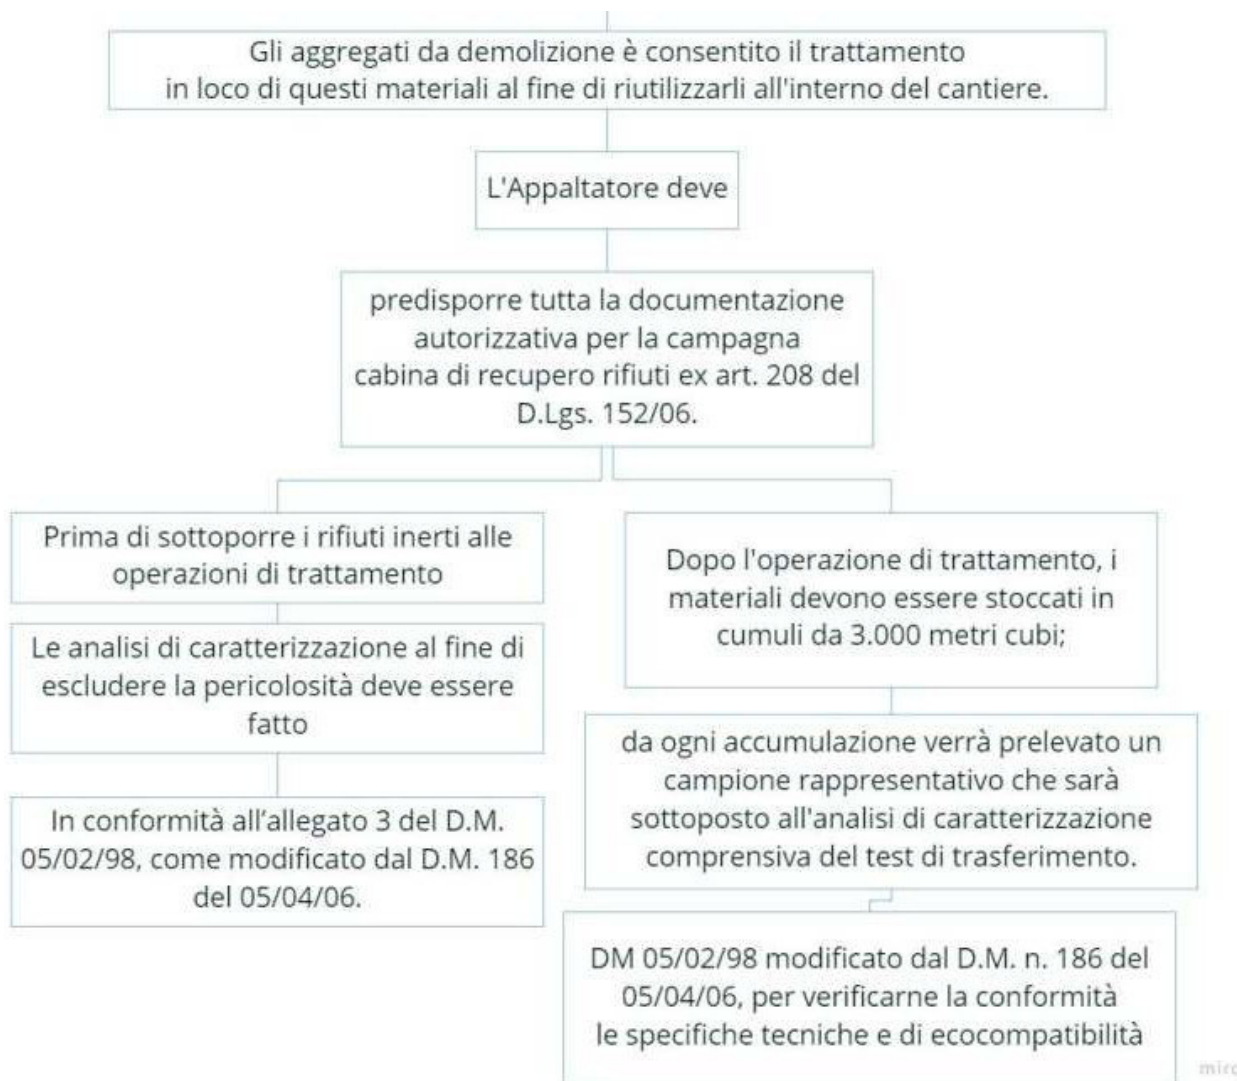 Gli aggregati da demolizione è consentito il trattamento
in loco di questi materiali al fine di riutilizzarli all'interno del cantiere.
L'Appaltatore deve
predisporre tutta la documentazione
autorizzativa per la campagna
cabina di recupero rifiuti ex art. 208 del
D.Lgs. 152/06.
Prima di sottoporre i rifiuti inerti alle
operazioni di trattamento
Le analisi di caratterizzazione al fine di
escludere la pericolosità deve essere
fatto
In conformità all'allegato 3 del D.M.
05/02/98, come modificato dal D.M. 186
del 05/04/06.
Dopo l'operazione di trattamento, i
materiali devono essere stoccati in
cumuli da 3.000 metri cubi;
da ogni accumulazione verrà prelevato un
campione rappresentativo che sarà
sottoposto all'analisi di caratterizzazione
comprensiva del test di trasferimento.
DM 05/02/98 modificato dal D.M. n. 186 del
05/04/06, per verificarne la conformità
le specifiche tecniche e di ecocompatibilità